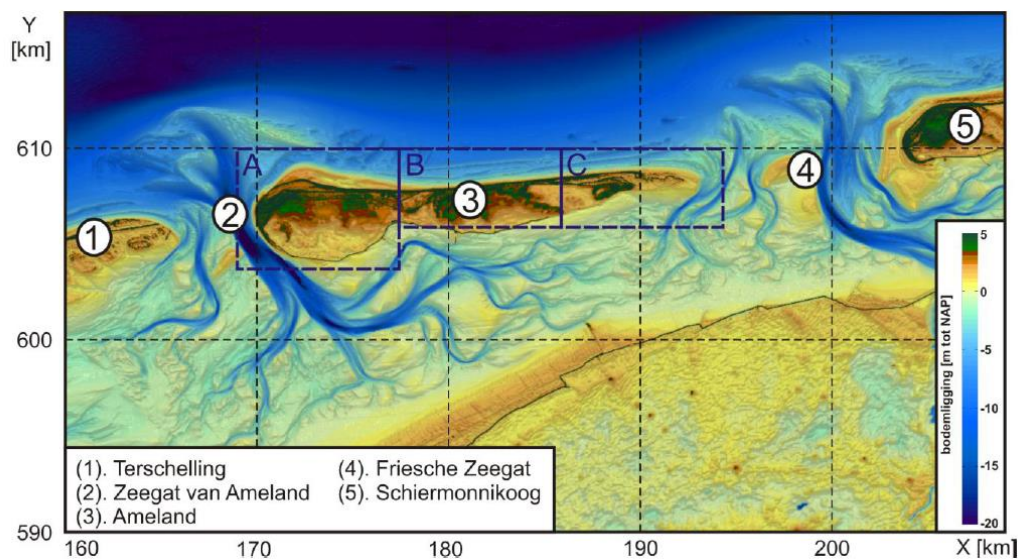 Y
[km]
610
600
590
160
170
180
190
200
X [km]
A
B
C
1
2
3
4
5
5
0
-5
-10
-15
-20
bodemligging [m tot NAP]
(1). Terschelling
(2). Zeegat van Ameland
(3). Ameland
(4). Friesche Zeegat
(5). Schiermonnikoog